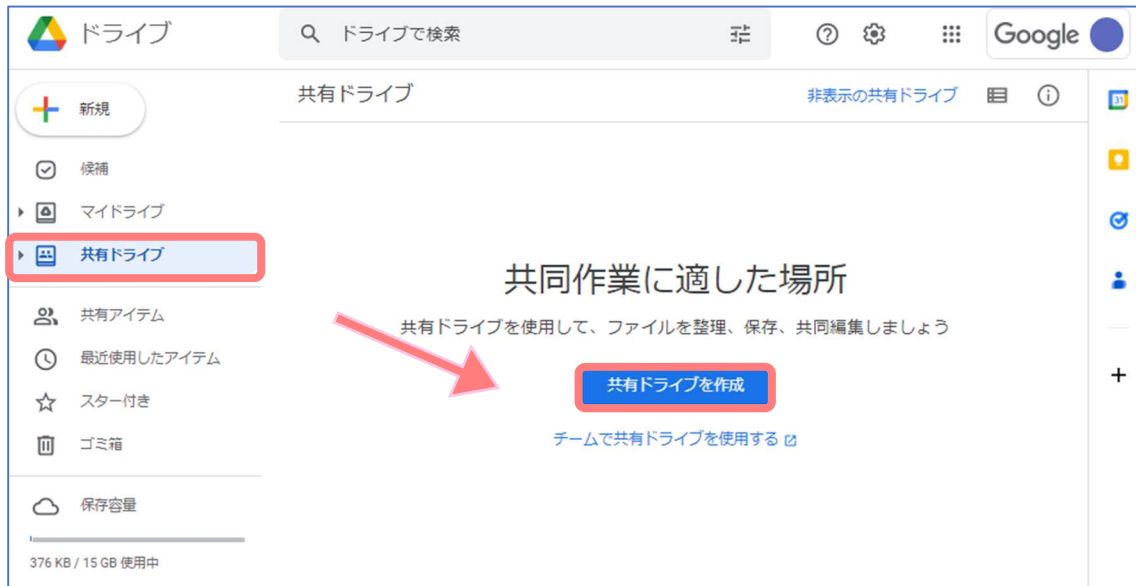 ドライブ
ドライブで検索
Google
新規
候補
マイドライブ
共有ドライブ
共有アイテム
最近使用したアイテム
スター付き
ゴミ箱
保存容量
376 KB / 15 GB 使用中
共有ドライブ
非表示の共有ドライブ
共同作業に適した場所
共有ドライブを使用して、ファイルを整理、保存、共同編集しましょう
共有ドライブを作成
チームで共有ドライブを使用する
31